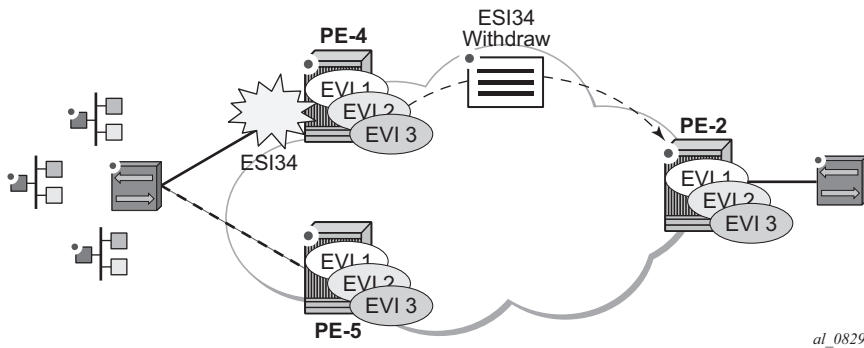 ESI34
Withdraw
PE-4
EVI 1
EVI 2
EVI 3
ESI34
PE-2
EVI 1
EVI 2
EVI 3
EVI 1
EVI 2
EVI 3
PE-5
al_0829